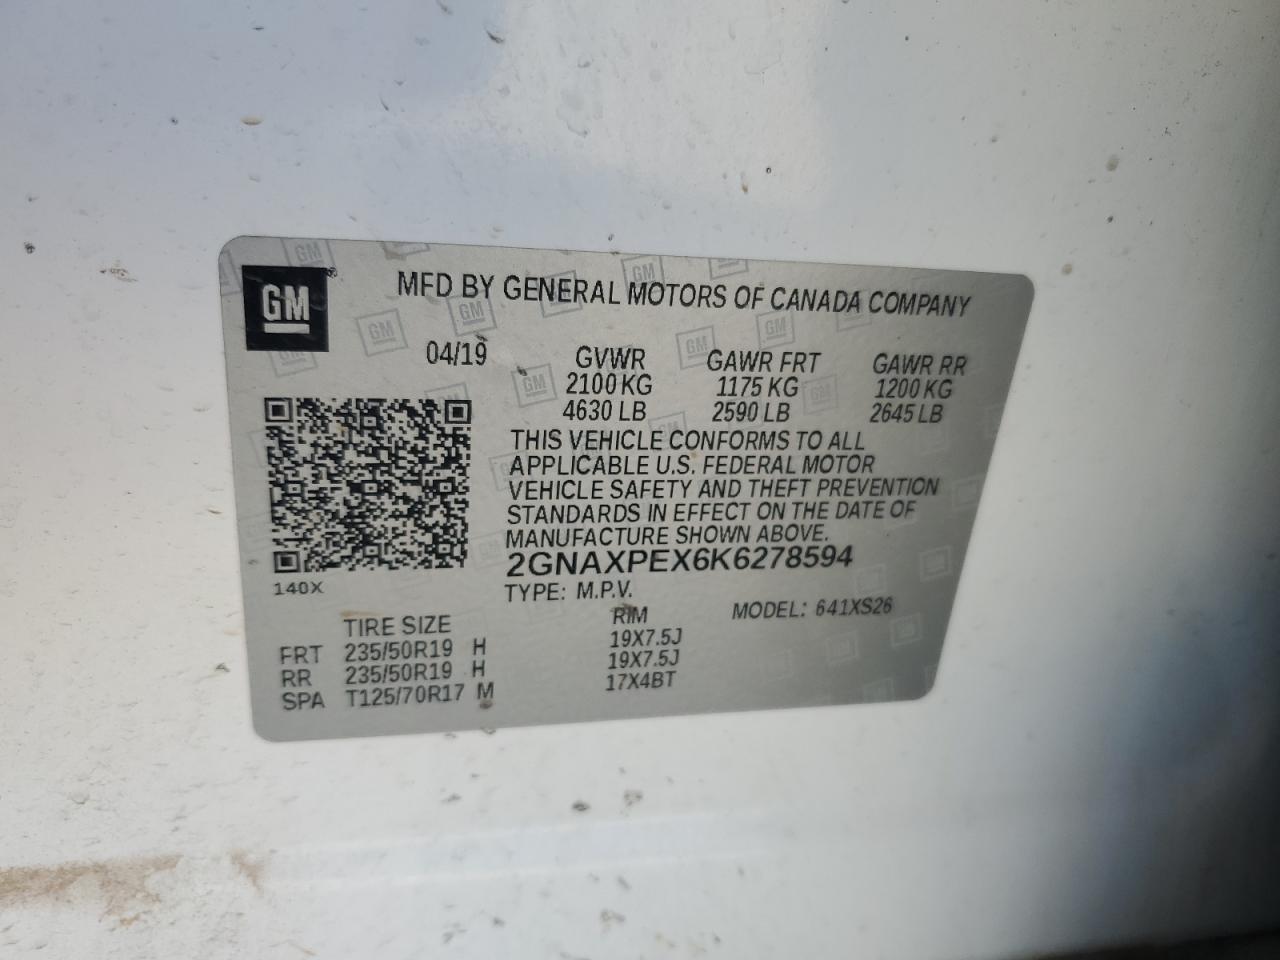 GM
MFD BY GENERAL MOTORS OF CANADA COMPANY
04/19 GVWR GAWR FRT GAWR RR
2100 KG 1175 KG 1200 KG
4630 LB 2590 LB 2645 LB
THIS VEHICLE CONFORMS TO ALL
APPLICABLE U.S. FEDERAL MOTOR
VEHICLE SAFETY AND THEFT PREVENTION
STANDARDS IN EFFECT ON THE DATE OF
MANUFACTURE SHOWN ABOVE.
2GNAXPEX6K6278594
140X
TYPE: M.P.V. MODEL: 641XS26
TIRE SIZE RIM
FRT 235/50R19 H 19X7.5J
RR 235/50R19 H 19X7.5J
SPA T125/70R17 M 17X4BT